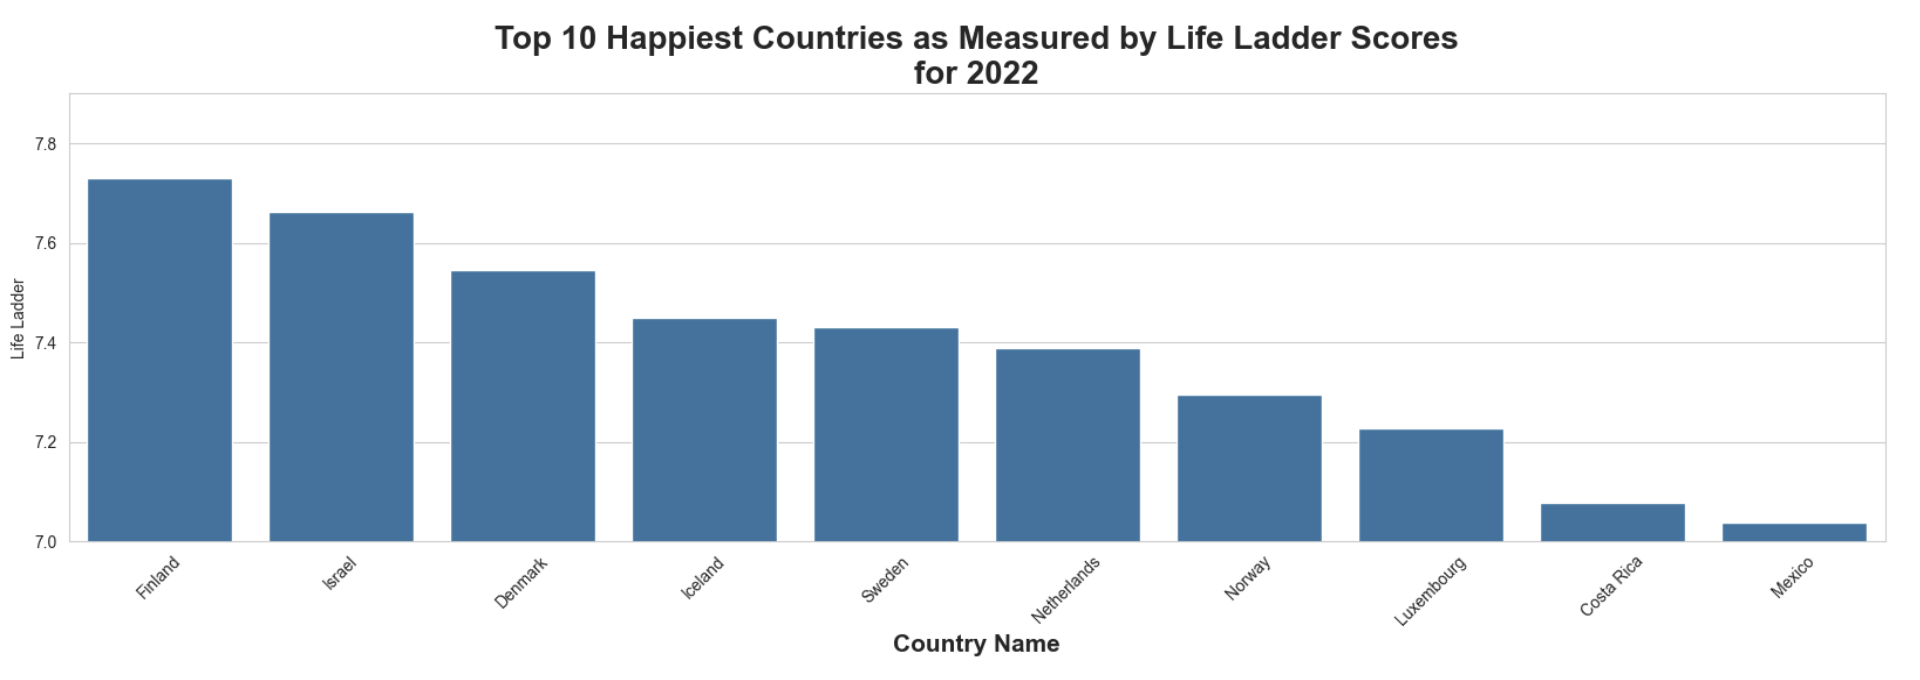 Top 10 Happiest Countries as Measured by Life Ladder Scores
for 2022
Life Ladder
7.8
7.6
7.4
7.2
7.0
Finland
Israel
Denmark
Iceland
Sweden
Netherlands
Norway
Luxembourg
Costa Rica
Mexico
Country Name